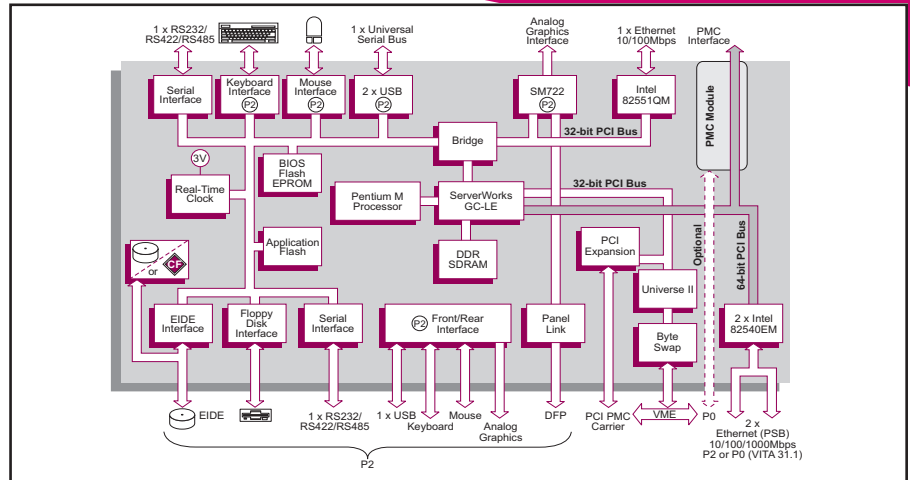 1 x RS232/
RS422/RS485
1 x Universal
Serial Bus
Analog
Graphics
Interface
1 x Ethernet
10/100Mbps
PMC
Interface
Serial
Interface
Keyboard
Interface
P2
Mouse
Interface
P2
2 x USB
P2
SM722
P2
Intel
82551QM
PMC Module
32-bit PCI Bus
Bridge
3V
Real-Time
Clock
BIOS
Flash
EPROM
Pentium M
Processor
ServerWorks
GC-LE
32-bit PCI Bus
Application
Flash
DDR
SDRAM
PCI
Expansion
Optional
64-bit PCI Bus
or
CF
Universe II
EIDE
Interface
Floppy
Disk
Interface
Serial
Interface
P2 Front/Rear
Interface
Panel
Link
Byte
Swap
2 x Intel
82540EM
EIDE
1 x RS232/
RS422/RS485
1 x USB
Keyboard
Mouse
Analog
Graphics
DFP
PCI PMC
Carrier
VME
P0
2 x
Ethernet (PSB)
10/100/1000Mbps
P2 or P0 (VITA 31.1)
P2